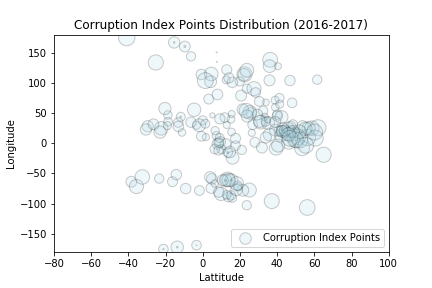 Corruption Index Points Distribution (2016-2017)
150
100
50
0
−50
−100
−150
Longitude
Corruption Index Points
−80 −60 −40 −20 0 20 40 60 80 100
Lattitude